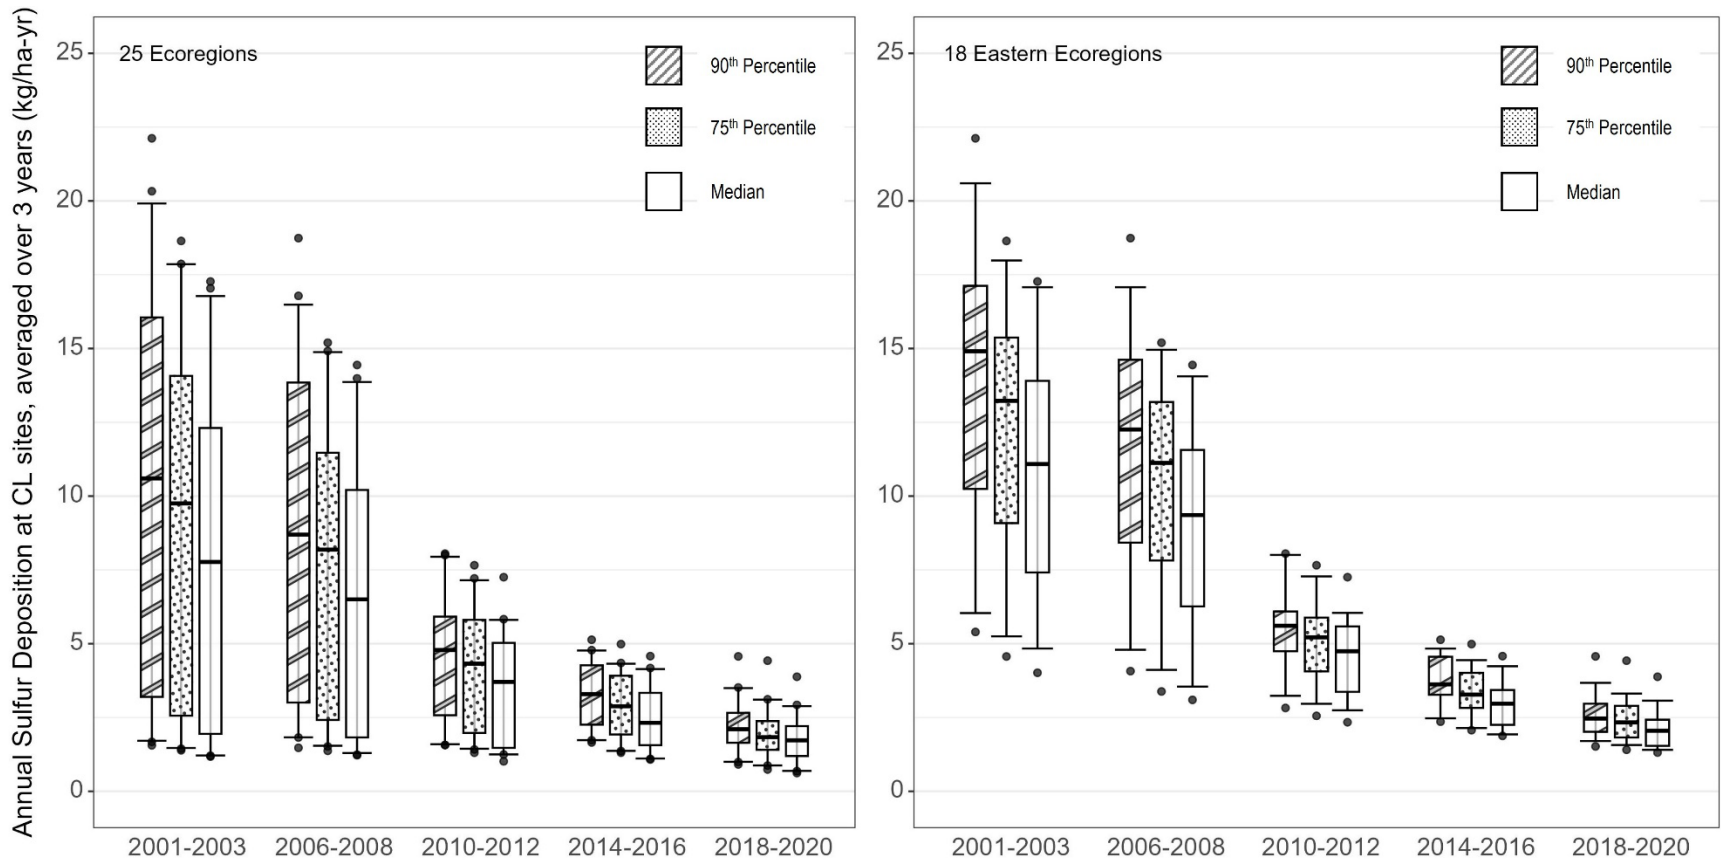 Annual Sulfur Deposition at CL sites, averaged over 3 years (kg/ha-yr)
25 Ecoregions
90th Percentile
75th Percentile
Median
25
20
15
10
5
0
2001-2003 2006-2008 2010-2012 2014-2016 2018-2020
18 Eastern Ecoregions
90th Percentile
75th Percentile
Median
25
20
15
10
5
0
2001-2003 2006-2008 2010-2012 2014-2016 2018-2020